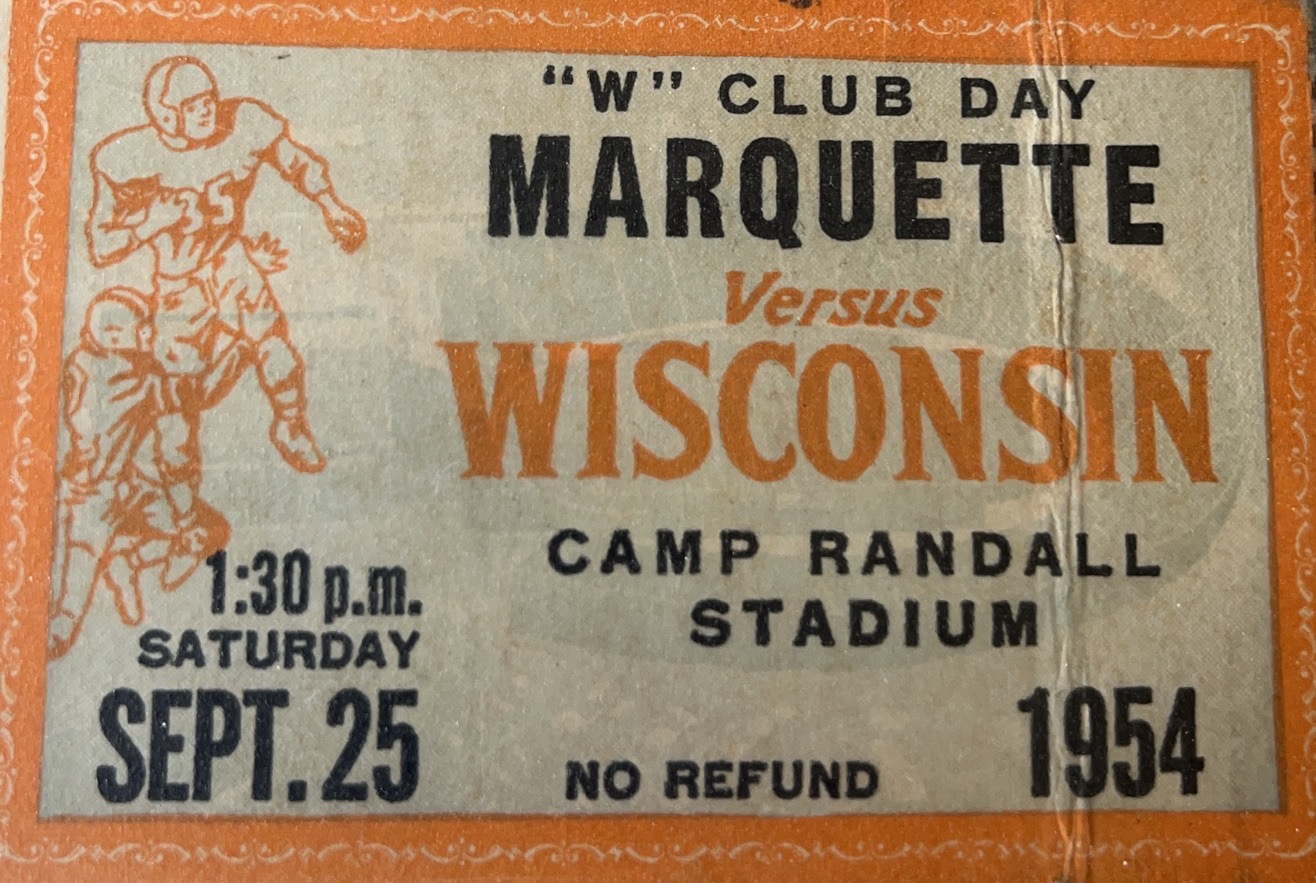 "W" CLUB DAY
MARQUETTE
Versus
WISCONSIN
CAMP RANDALL
STADIUM
1:30 p.m.
SATURDAY
SEPT. 25
NO REFUND
1954